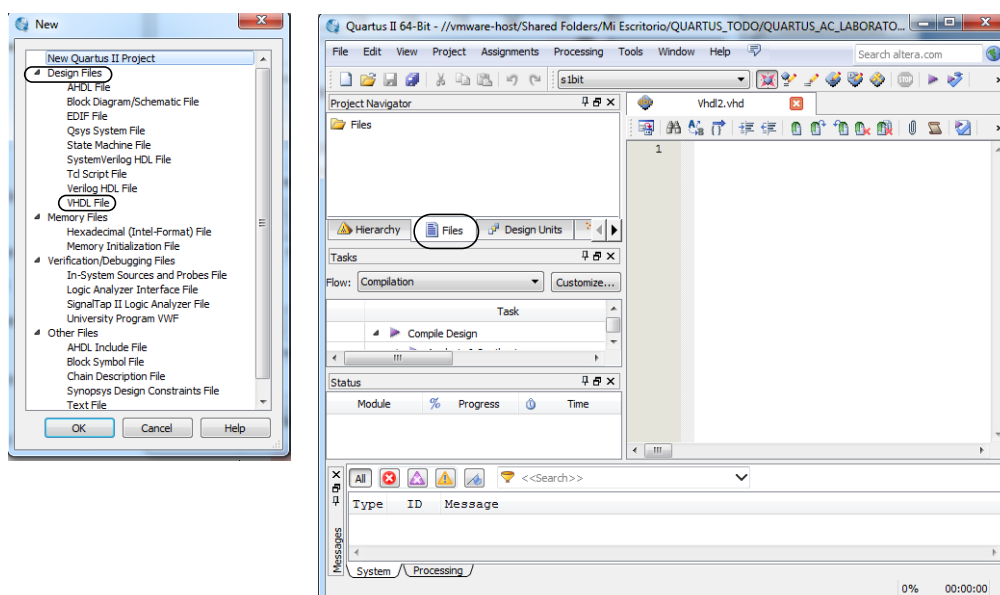 New
New Quartus II Project
Design Files
AHDL File
Block Diagram/Schematic File
EDIF File
Qsys System File
State Machine File
SystemVerilog HDL File
Tcl Script File
Verilog HDL File
VHDL File
Memory Files
Hexadecimal (Intel-Format) File
Memory Initialization File
Verification/Debugging Files
In-System Sources and Probes File
Logic Analyzer Interface File
SignalTap II Logic Analyzer File
University Program VWF
Other Files
AHDL Include File
Block Symbol File
Chain Description File
Synopsys Design Constraints File
Text File
OK Cancel Help
Quartus II 64-Bit - //vmware-host/Shared Folders/Mi Escritorio/QUARTUS_TODO/QUARTUS_AC_LABORATO...
File Edit View Project Assignments Processing Tools Window Help Search altera.com
s1bit
STOP
Project Navigator
Files
Hierarchy Files Design Units
Tasks
Flow: Compilation Customize...
Task
Compile Design
Status
Module % Progress Time
Vhdl2.vhd
1
All <<Search>>
Type ID Message
Messages
System Processing
0% 00:00:00